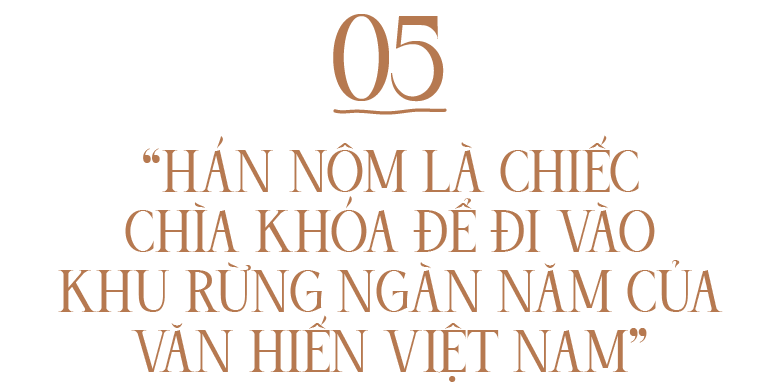 05
“HÁN NÔM LÀ CHIẾC
CHÌA KHÓA ĐỂ ĐI VÀO
KHU RỪNG NGÀN NĂM CỦA
VĂN HIẾN VIỆT NAM”